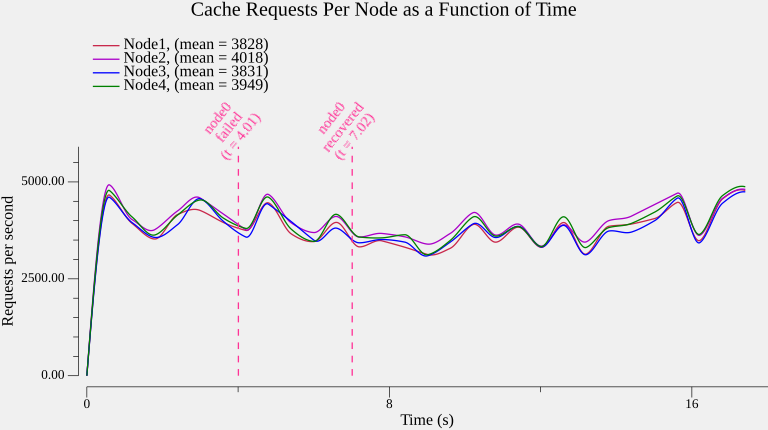 Cache Requests Per Node as a Function of Time
Node1, (mean = 3828)
Node2, (mean = 4018)
Node3, (mean = 3831)
Node4, (mean = 3949)
node0
failed
(t = 4.01)
node0
recovered
(t = 7.02)
5000.00
2500.00
0.00
Requests per second
0
8
16
Time (s)